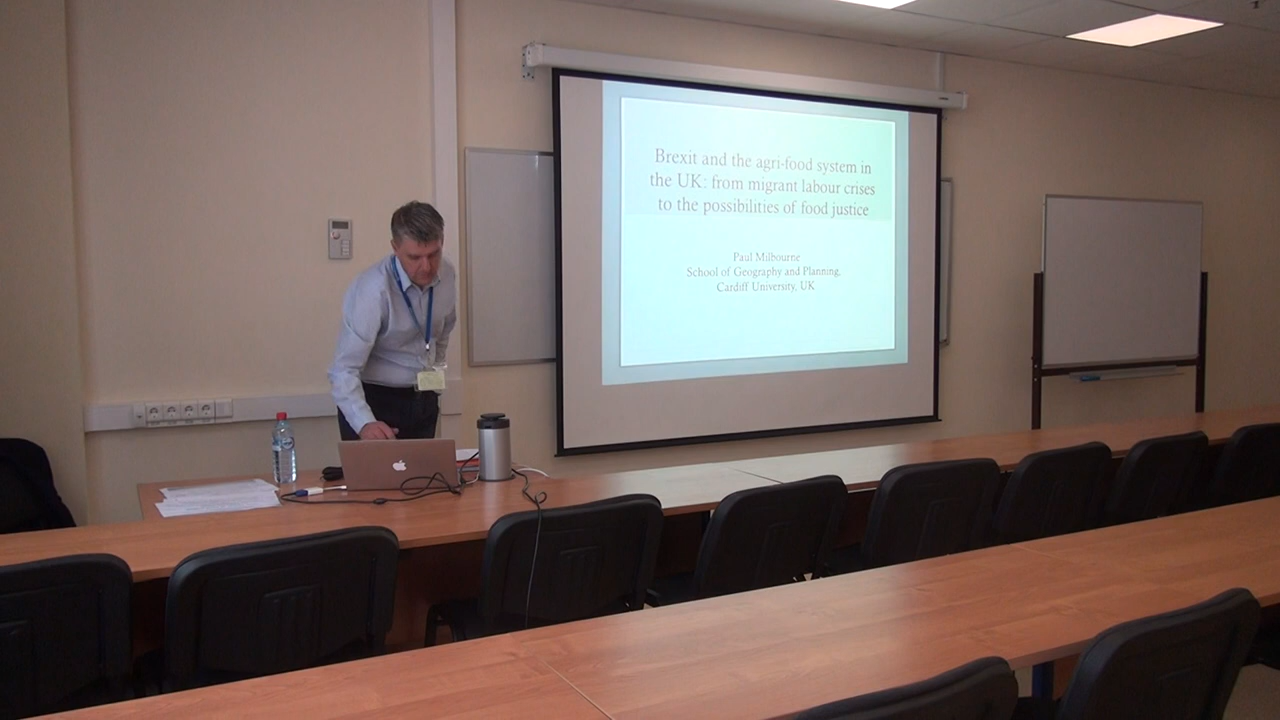 Brexit and the agri-food system in
the UK: from migrant labour crises
to the possibilities of food justice
Paul Milbourne
School of Geography and Planning,
Cardiff University, UK